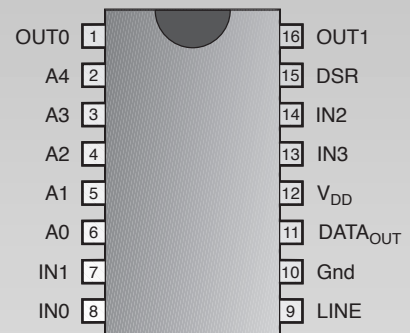 OUT0 1 16 OUT1
A4 2 15 DSR
A3 3 14 IN2
A2 4 13 IN3
A1 5 12 VDD
A0 6 11 DATAOUT
IN1 7 10 Gnd
IN0 8 9 LINE